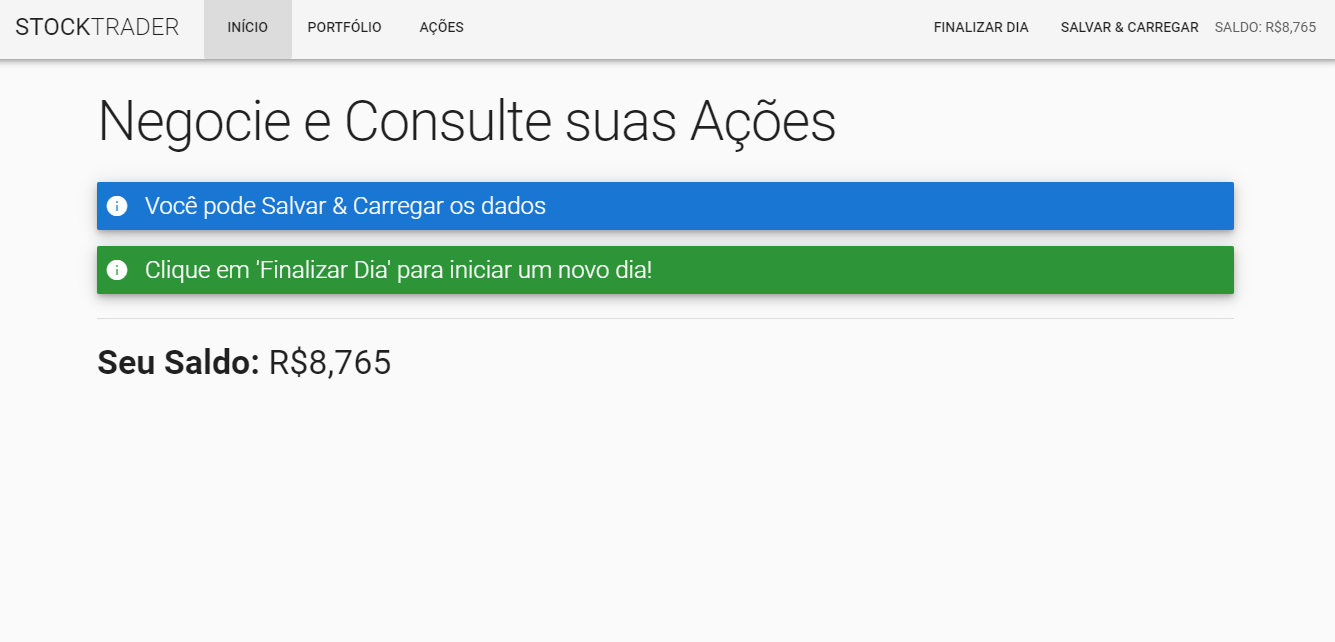 STOCKTRADER INÍCIO PORTFÓLIO AÇÕES FINALIZAR DIA SALVAR & CARREGAR SALDO: R$8,765
Negocie e Consulte suas Ações
Você pode Salvar & Carregar os dados
Clique em 'Finalizar Dia' para iniciar um novo dia!
Seu Saldo: R$8,765